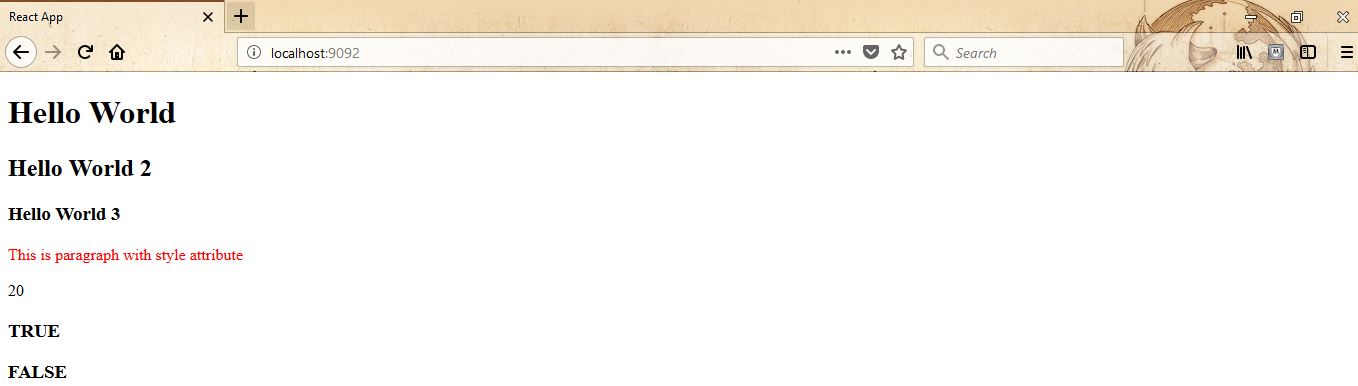 React App
localhost:9092
Search
Hello World
Hello World 2
Hello World 3
This is paragraph with style attribute
20
TRUE
FALSE